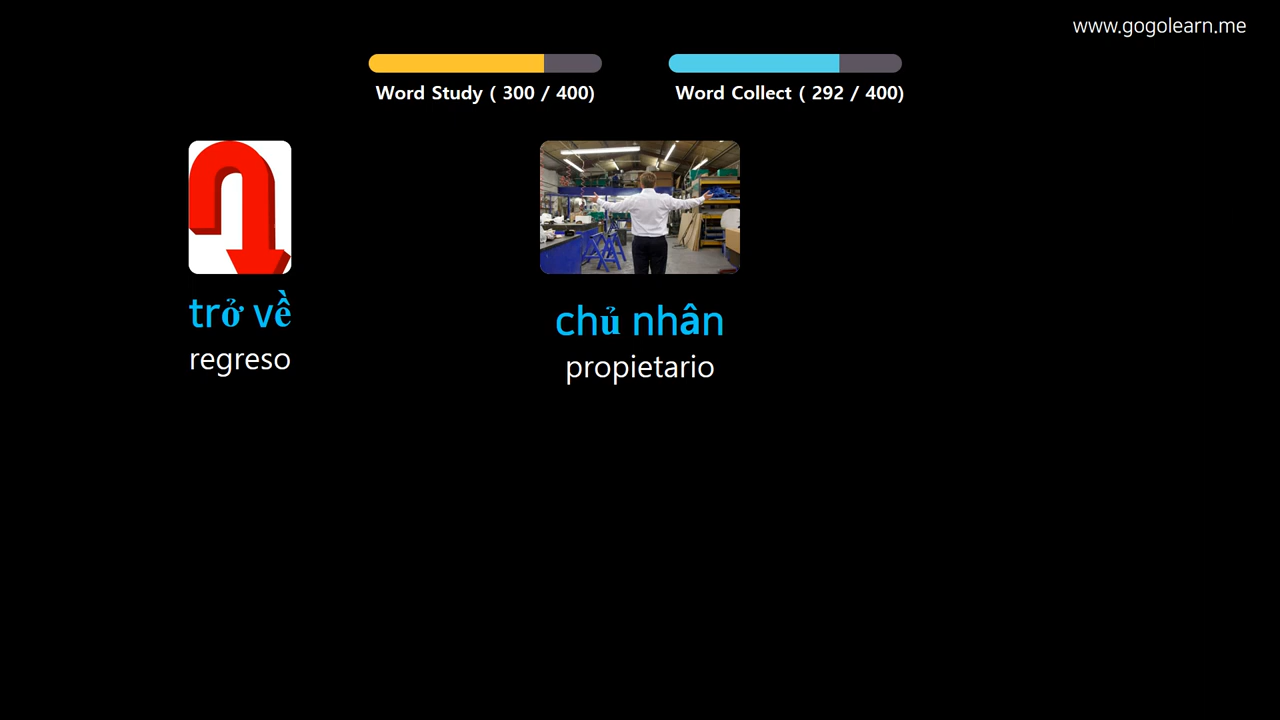 www.gogolearn.me
Word Study ( 300 / 400)
Word Collect ( 292 / 400)
trở về
regreso
chủ nhân
propietario